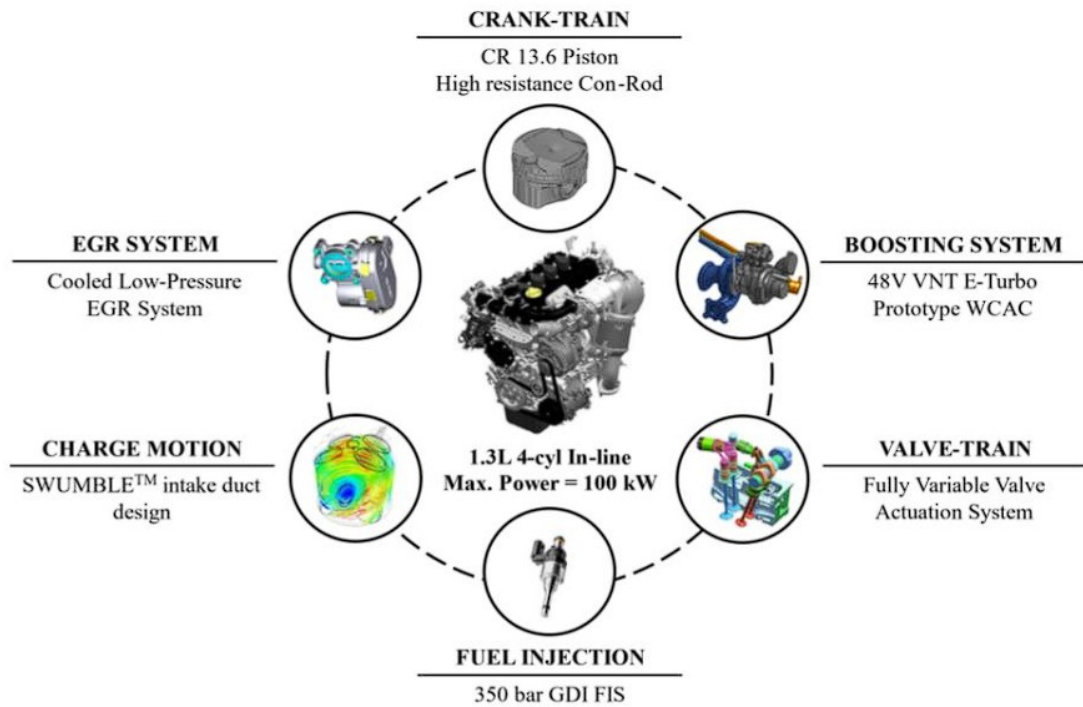 CRANK-TRAIN
CR 13.6 Piston
High resistance Con-Rod
EGR SYSTEM
Cooled Low-Pressure
EGR System
BOOSTING SYSTEM
48V VNT E-Turbo
Prototype WCAC
CHARGE MOTION
SWUMBLE™ intake duct
design
1.3L 4-cyl In-line
Max. Power = 100 kW
VALVE-TRAIN
Fully Variable Valve
Actuation System
FUEL INJECTION
350 bar GDI FIS